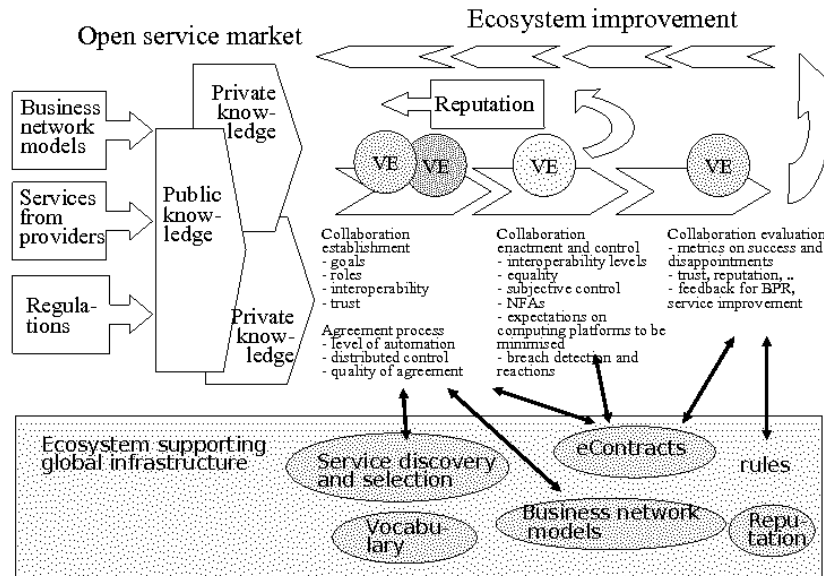 Open service market
Ecosystem improvement
Business
network
models
Services
from
providers
Regula-
tions
Public
know-
ledge
Private
know-
ledge
Private
know-
ledge
Reputation
VE
VE
VE
VE
Collaboration
establishment
- goals
- roles
- interoperability
- trust
Agreement process
- level of automation
- distributed control
- quality of agreement
Collaboration
enactment and control
- interoperability levels
- equality
- subjective control
- NFAs
- expectations on
computing platforms to be
minimised
- breach detection and
reactions
Collaboration evaluation
- metrics on success and
disappointments
- trust, reputation, ..
- feedback for BPR,
service improvement
Ecosystem supporting
global infrastructure
Service discovery
and selection
eContracts
rules
Vocabu-
lary
Business network
models
Repu-
tation